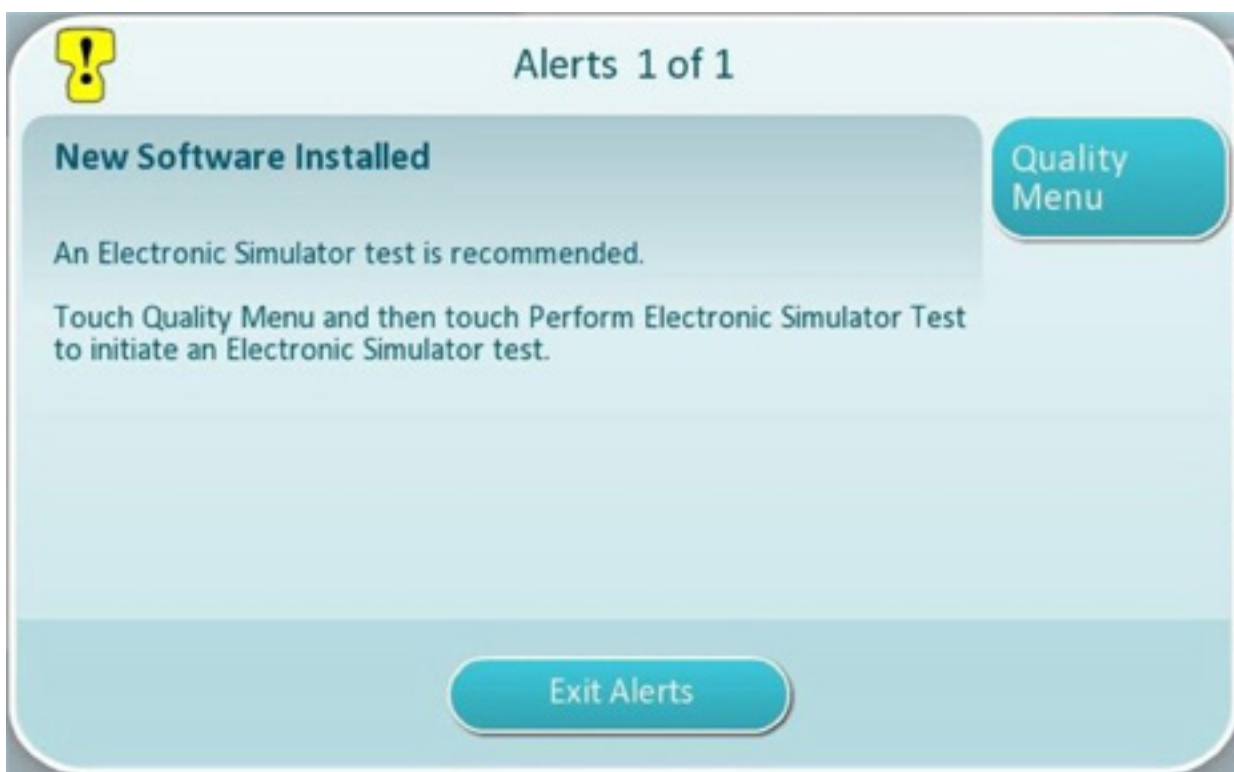 Alerts 1 of 1
New Software Installed
Quality
Menu
An Electronic Simulator test is recommended.
Touch Quality Menu and then touch Perform Electronic Simulator Test
to initiate an Electronic Simulator test.
Exit Alerts